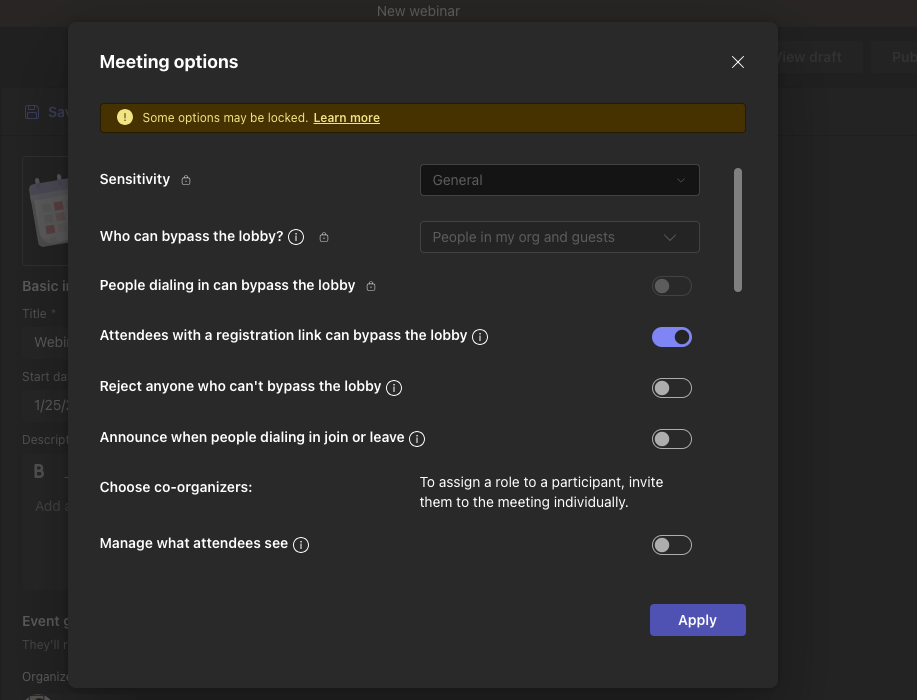 New webinar
Meeting options
View draft
Some options may be locked. Learn more
Sensitivity
General
Who can bypass the lobby?
People in my org and guests
People dialing in can bypass the lobby
Attendees with a registration link can bypass the lobby
Reject anyone who can't bypass the lobby
Announce when people dialing in join or leave
Choose co-organizers:
To assign a role to a participant, invite
them to the meeting individually.
Manage what attendees see
Apply
Title *
1/25/
B